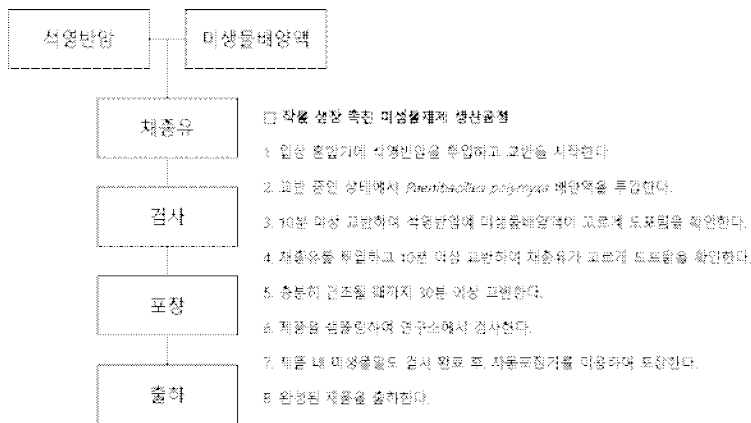 석영반암
미생물배양액
채종유
검사
포장
출하
□ 작물 생장 촉진 미생물제제 생산공정
1. 입상 혼합기에 석영반암을 투입하고 교반을 시작한다.
2. 교반 중인 상태에서 Paenibacillus polymyxa 배양액을 투입한다.
3. 10분 이상 교반하여 석영반암에 미생물배양액이 고르게 도포됨을 확인한다.
4. 채종유를 투입하고 10분 이상 교반하여 채종유가 고르게 도포됨을 확인한다.
5. 충분히 건조될 때까지 30분 이상 교반한다.
6. 제품을 샘플링하여 연구소에서 검사한다.
7. 제품 내 미생물밀도 검사 완료 후, 자동포장기를 이용하여 포장한다.
8. 완성된 제품을 출하한다.